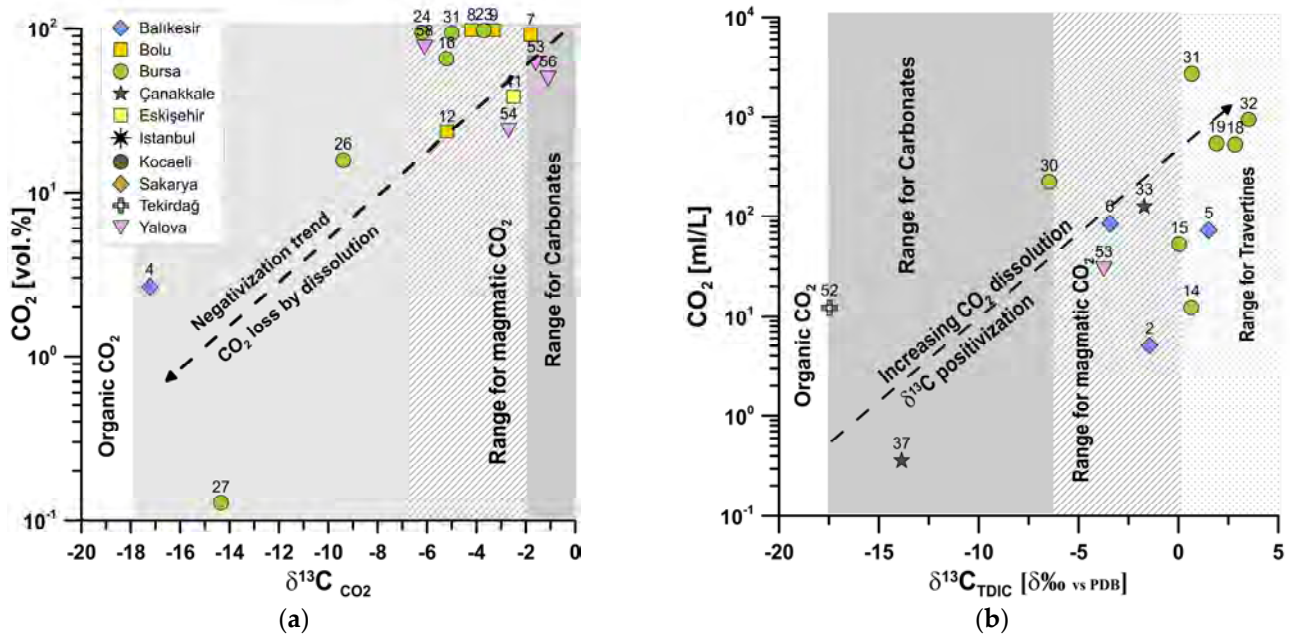 10²
10¹
10⁰
10⁻¹
CO₂ [vol.%]
Balıkesir
Bolu
Bursa
Çanakkale
Eskişehir
Istanbul
Kocaeli
Sakarya
Tekirdağ
Yalova
24
58
31
16
8
23
9
7
53
56
11
54
12
26
4
27
Negativization trend
CO₂ loss by dissolution
Organic CO₂
Range for magmatic CO₂
Range for Carbonates
-20 -18 -16 -14 -12 -10 -8 -6 -4 -2 0
δ¹³C CO2
(a)
10⁴
10³
10²
10¹
10⁰
10⁻¹
CO₂ [ml/L]
31
32
19
18
30
33
6
5
15
53
14
52
2
37
Increasing CO₂ dissolution
δ¹³C positivization
Organic CO₂
Range for Carbonates
Range for magmatic CO₂
Range for Travertines
-20 -15 -10 -5 0 5
δ¹³C TDIC [δ‰ vs PDB]
(b)